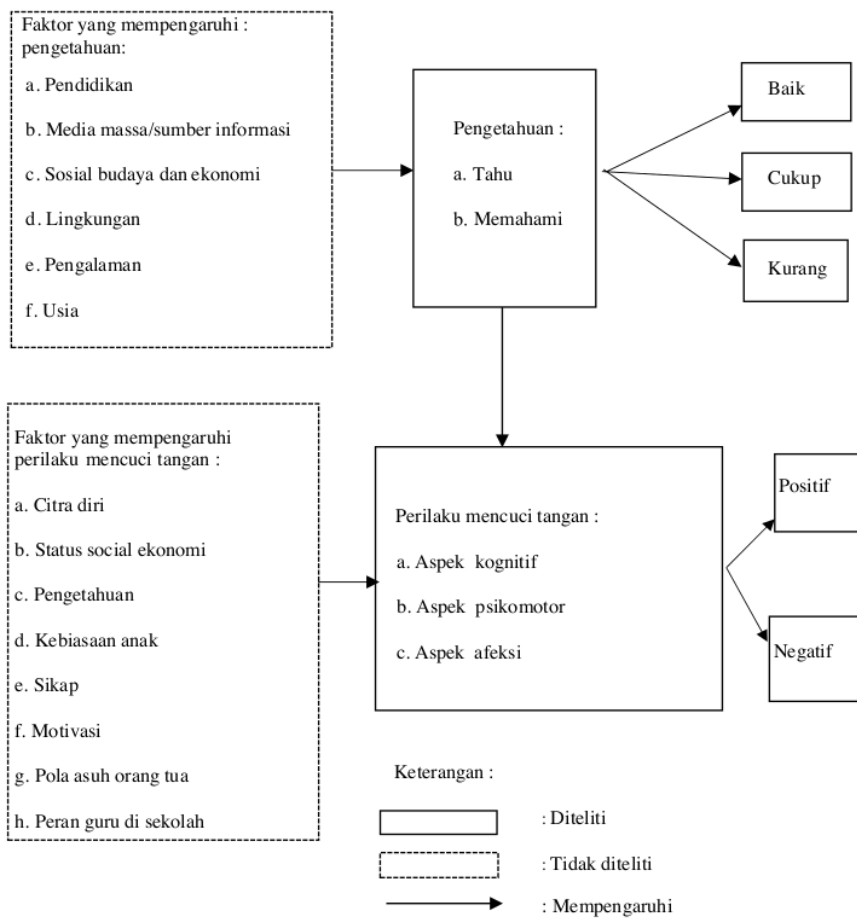 Faktor yang mempengaruhi :
pengetahuan:
a. Pendidikan
b. Media massa/sumber informasi
c. Sosial budaya dan ekonomi
d. Lingkungan
e. Pengalaman
f. Usia
Pengetahuan :
a. Tahu
b. Memahami
Baik
Cukup
Kurang
Faktor yang mempengaruhi
perilaku mencuci tangan :
a. Citra diri
b. Status social ekonomi
c. Pengetahuan
d. Kebiasaan anak
e. Sikap
f. Motivasi
g. Pola asuh orang tua
h. Peran guru di sekolah
Perilaku mencuci tangan :
a. Aspek kognitif
b. Aspek psikomotor
c. Aspek afeksi
Positif
Negatif
Keterangan :
: Diteliti
: Tidak diteliti
: Mempengaruhi